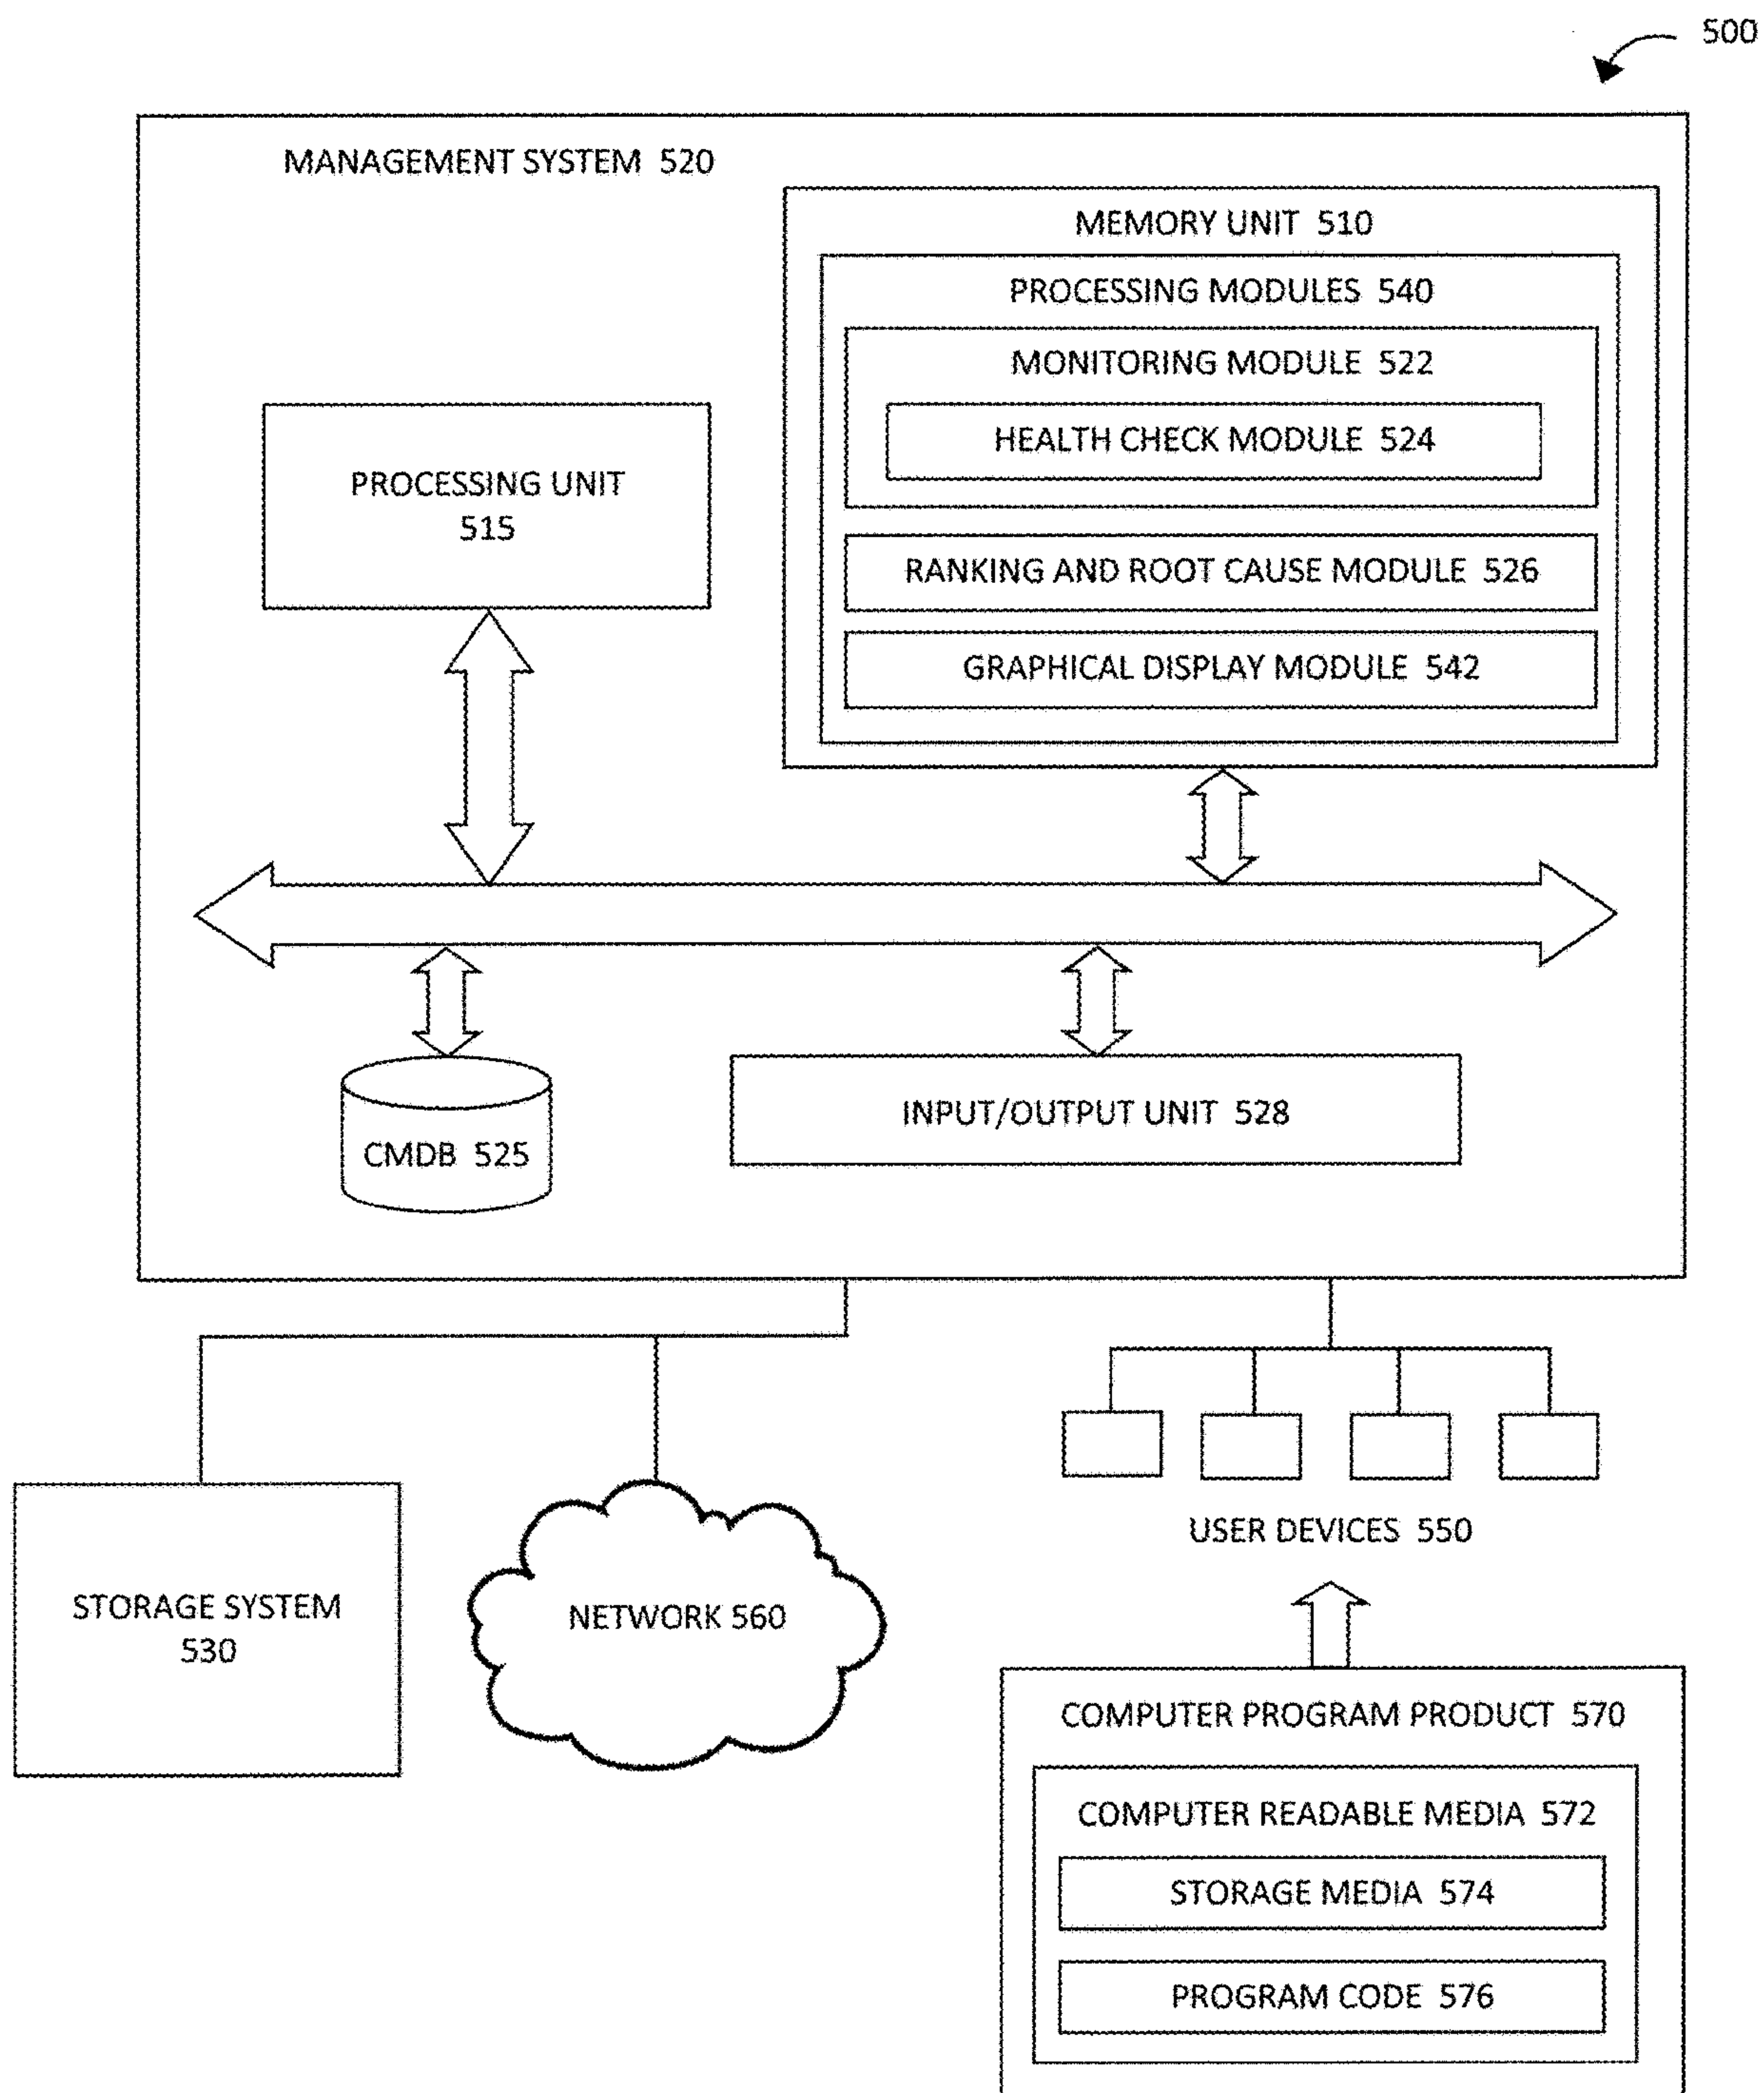 500
MANAGEMENT SYSTEM 520
MEMORY UNIT 510
PROCESSING MODULES 540
MONITORING MODULE 522
HEALTH CHECK MODULE 524
PROCESSING UNIT
515
RANKING AND ROOT CAUSE MODULE 526
GRAPHICAL DISPLAY MODULE 542
CMDB 525
INPUT/OUTPUT UNIT 528
USER DEVICES 550
STORAGE SYSTEM
530
NETWORK 560
COMPUTER PROGRAM PRODUCT 570
COMPUTER READABLE MEDIA 572
STORAGE MEDIA 574
PROGRAM CODE 576